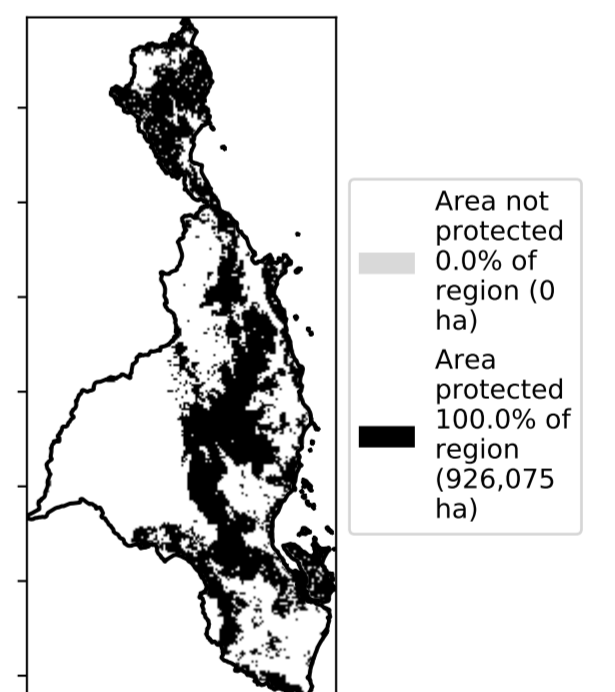 Area not
protected
0.0% of
region (0
ha)
Area
protected
100.0% of
region
(926,075
ha)